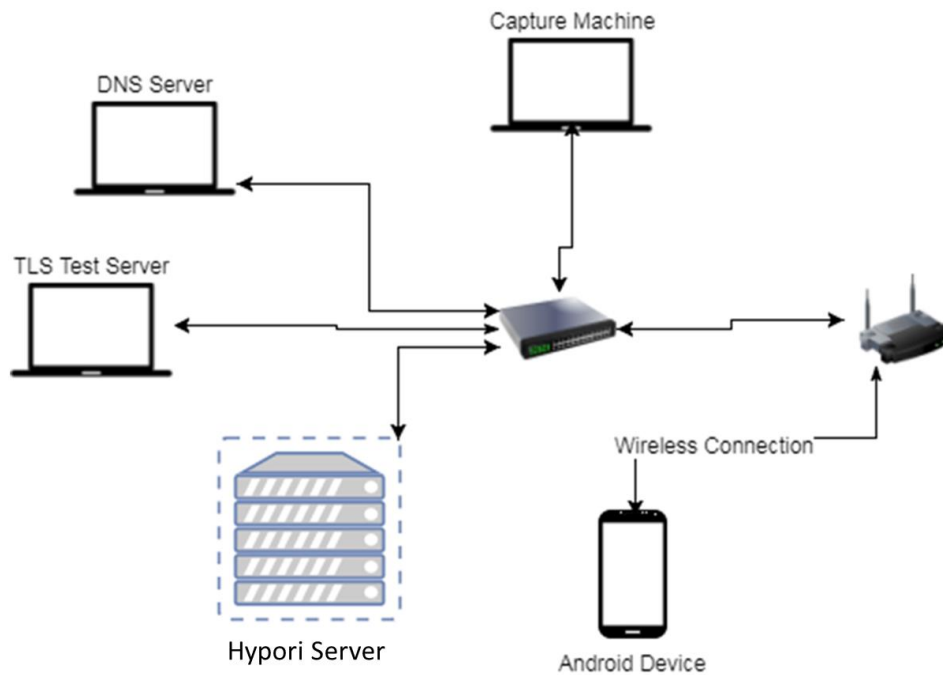 Capture Machine
DNS Server
TLS Test Server
Wireless Connection
Hypori Server
Android Device